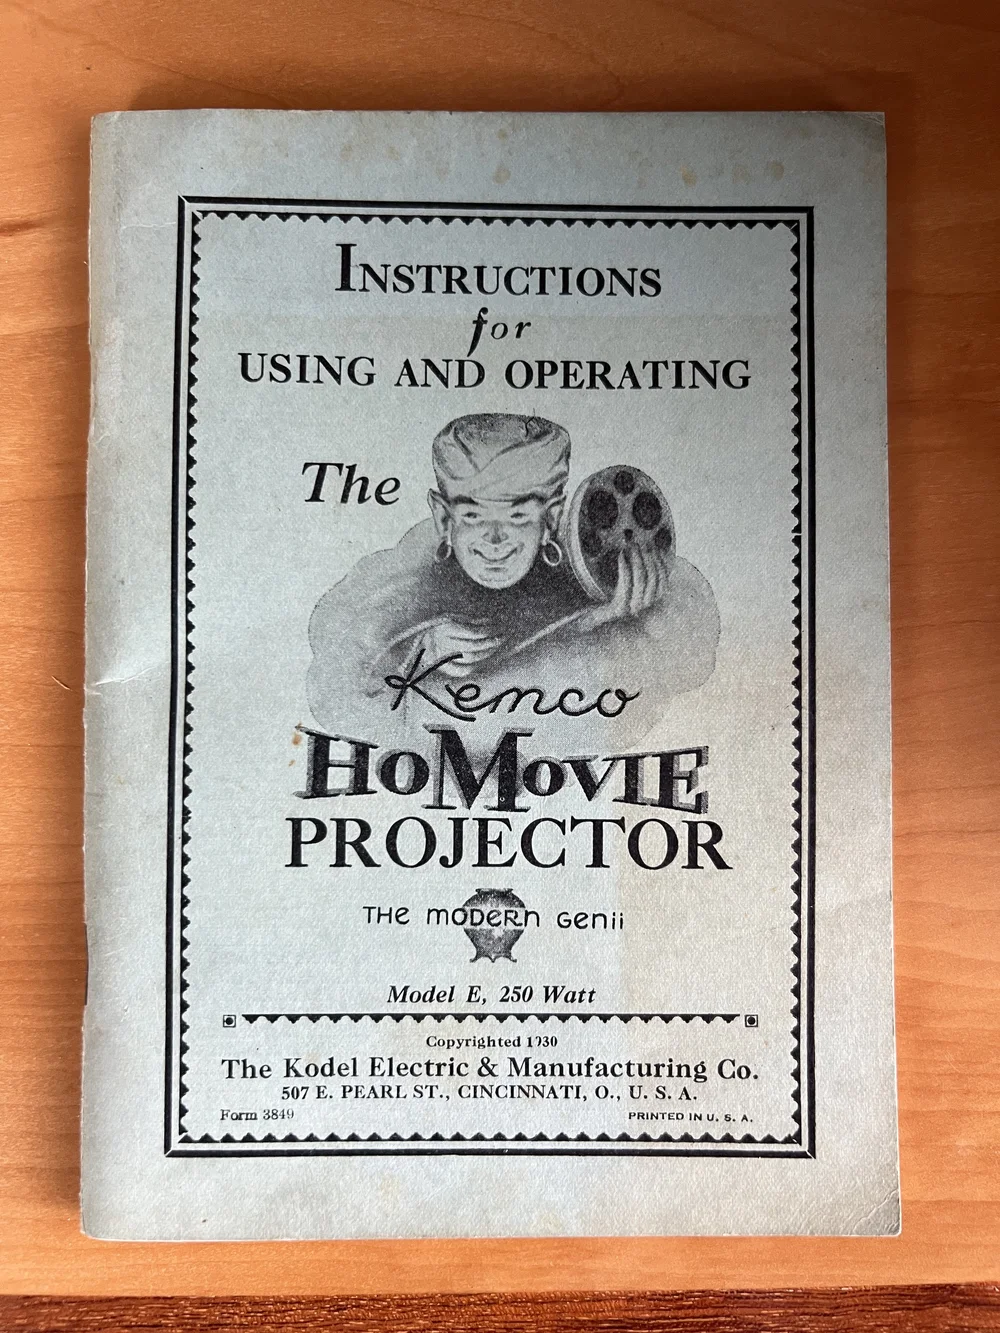 INSTRUCTIONS
for
USING AND OPERATING
The
Kemco
HOMOVIE
PROJECTOR
THE MODERN GENII
Model E, 250 Watt
Copyrighted 1930
The Kodel Electric & Manufacturing Co.
507 E. PEARL ST., CINCINNATI, O., U. S. A.
Form 3849
PRINTED IN U. S. A.